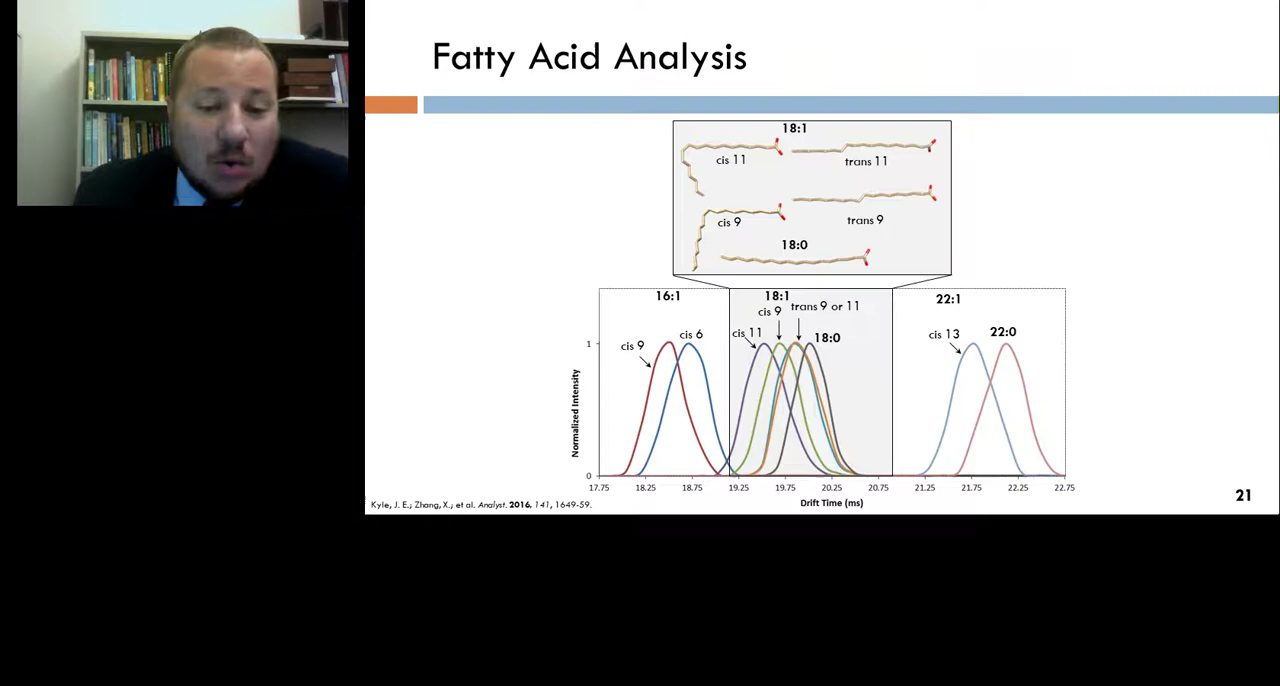 Fatty Acid Analysis
18:1
cis 11
trans 11
cis 9
trans 9
18:0
16:1
18:1
22:1
cis 9
cis 6
cis 11
cis 9
trans 9 or 11
18:0
cis 13
22:0
Normalized Intensity
1
0
17.75 18.25 18.75 19.25 19.75 20.25 20.75 21.25 21.75 22.25 22.75
Drift Time (ms)
Kyle, J. E.; Zhang, X.; et al. Analyst. 2016, 141, 1649-59.
21